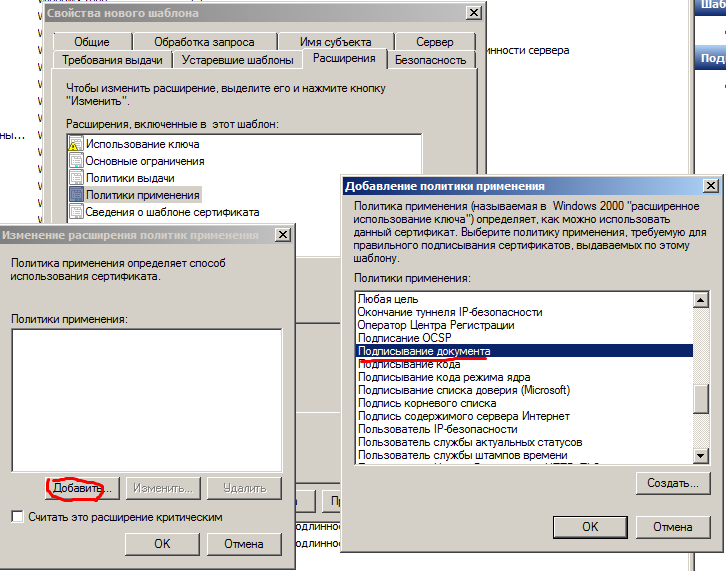 Свойства нового шаблона
Общие
Обработка запроса
Имя субъекта
Сервер
Требования выдачи
Устаревшие шаблоны
Расширения
Безопасность
Чтобы изменить расширение, выделите его и нажмите кнопку
"Изменить".
Расширения, включенные в этот шаблон:
Использование ключа
Основные ограничения
Политики выдачи
Политики применения
Сведения о шаблоне сертификата
инности сервера
ны...
Изменение расширения политик применения
Политика применения определяет способ
использования сертификата.
Политики применения:
Добавить...
Изменить...
Удалить
Считать это расширение критическим
OK
Отмена
Добавление политики применения
Политика применения (называемая в Windows 2000 "расширенное
использование ключа") определяет, как можно использовать
данный сертификат. Выберите политику применения, требуемую для
правильного подписывания сертификатов, выдаваемых по этому
шаблону.
Политики применения:
Любая цель
Окончание туннеля IP-безопасности
Оператор Центра Регистрации
Подписание OCSP
Подписывание документа
Подписывание кода
Подписывание кода режима ядра
Подписывание списка доверия (Microsoft)
Подпись корневого списка
Подпись содержимого сервера Интернет
Пользователь IP-безопасности
Пользователь службы актуальных статусов
Пользователь службы штампов времени
Создать...
OK
Отмена
Шаб
Под
одлиннос
одлиннос